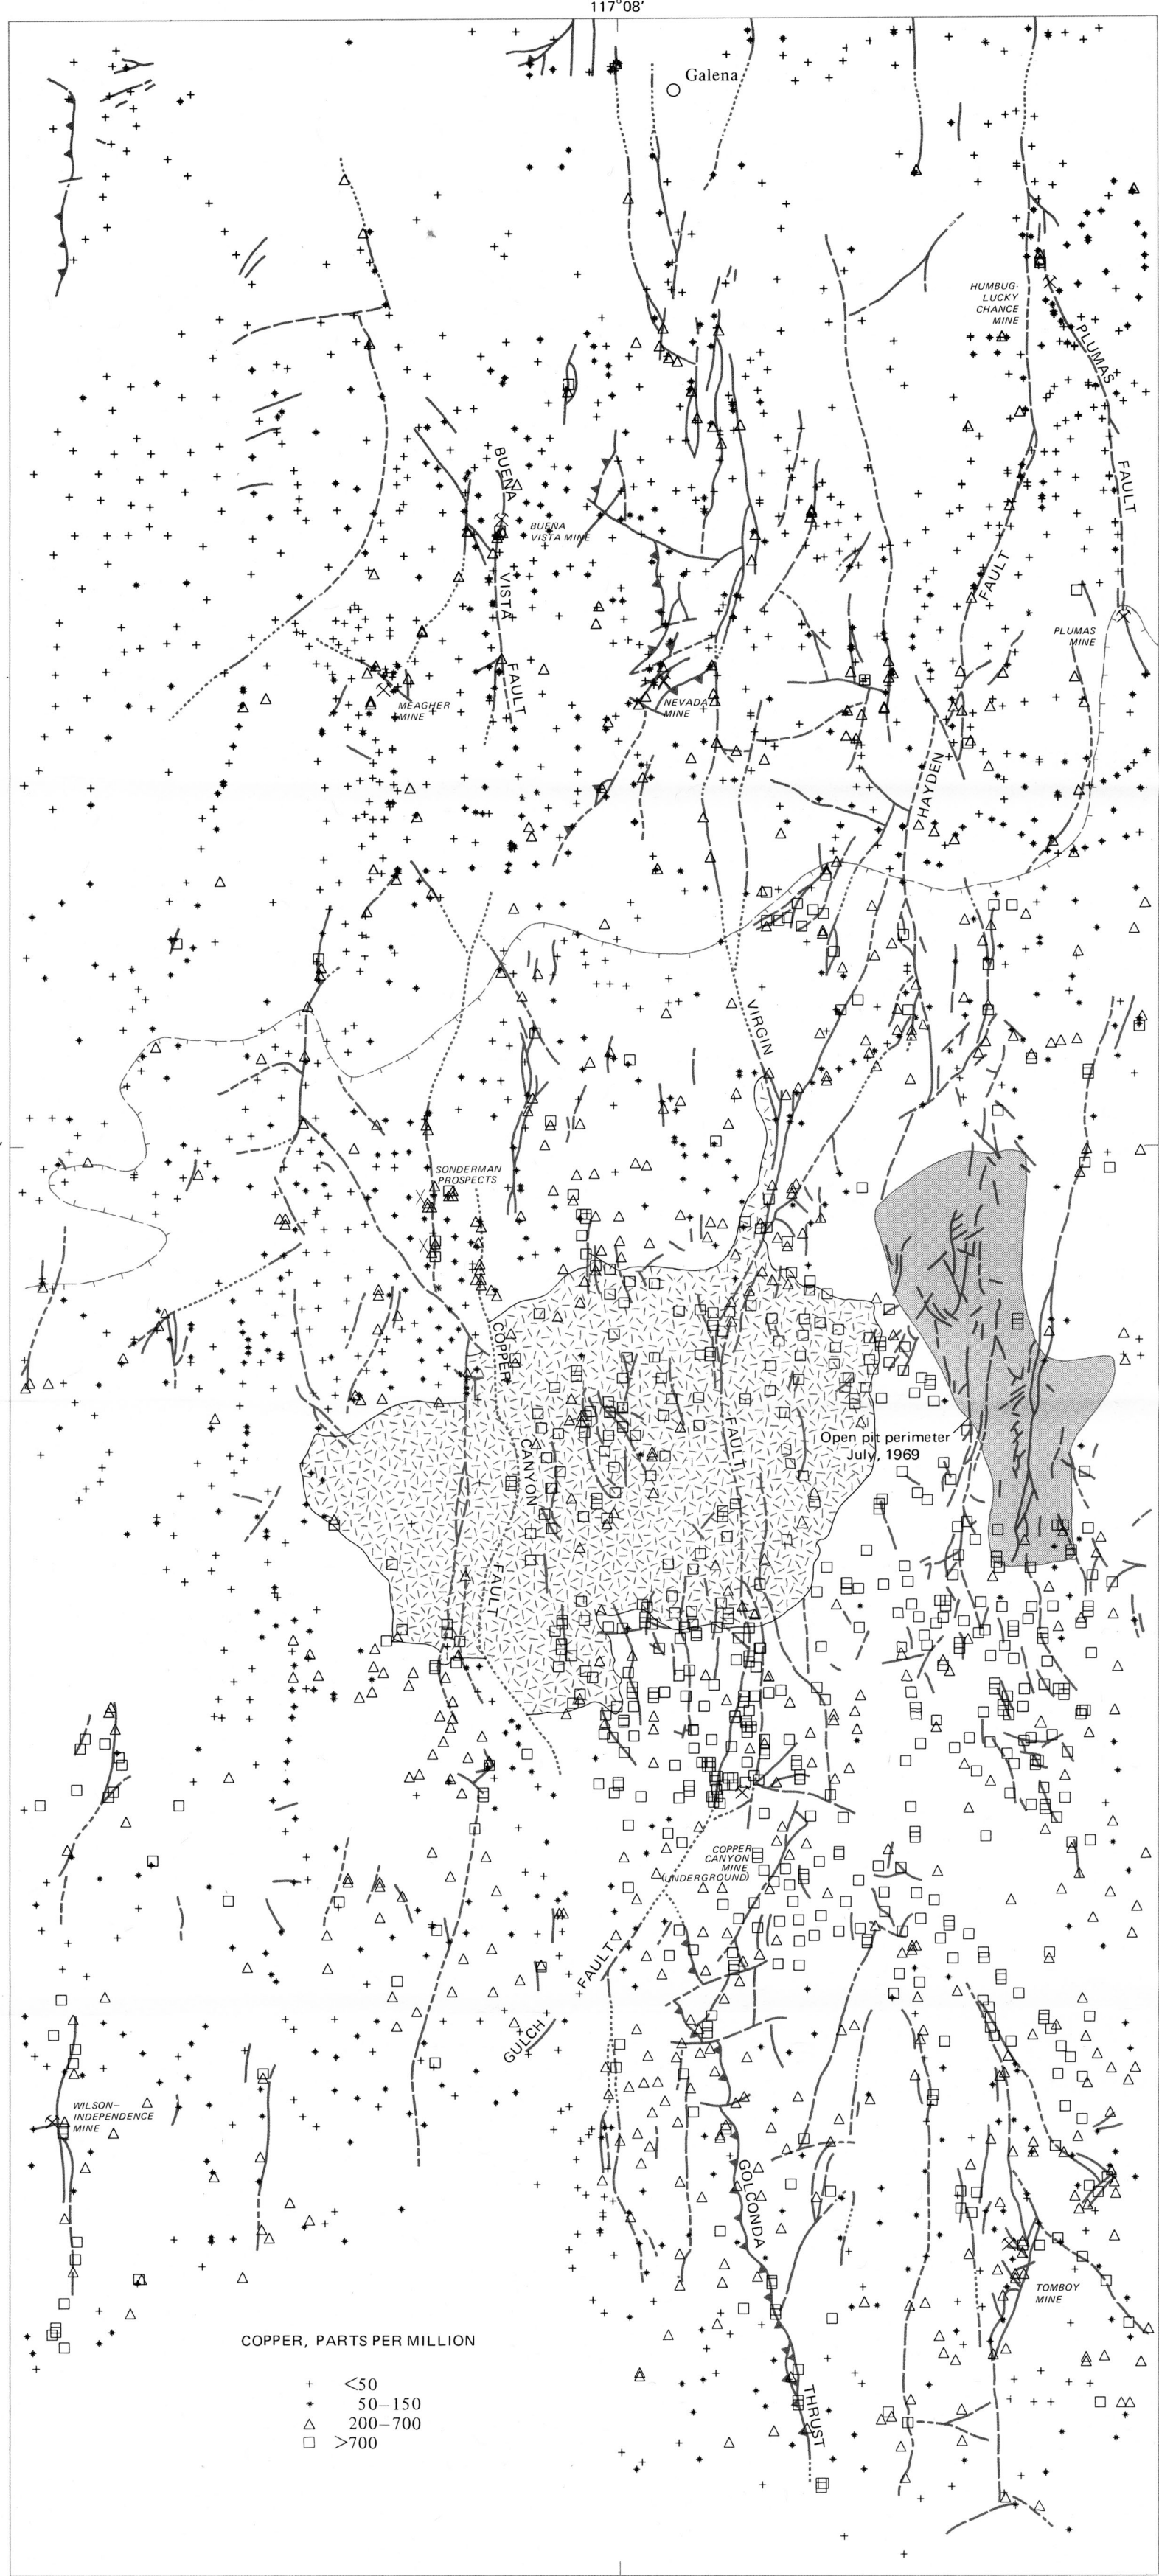 117°08'
Galena
HUMBUG-
LUCKY
CHANCE
MINE
PLUMAS
FAULT
BUENA
VISTA
FAULT
BUENA
VISTA MINE
FAULT
HAYDEN
PLUMAS
MINE
MEAGHER
MINE
NEVADA
MINE
VIRGIN
FAULT
SONDERMAN
PROSPECTS
COPPER
CANYON
FAULT
Open pit perimeter
July, 1969
COPPER
CANYON
MINE
(UNDERGROUND)
FAULT
GULCH
WILSON—
INDEPENDENCE
MINE
GOLCONDA
THRUST
TOMBOY
MINE
COPPER, PARTS PER MILLION
+ <50
50—150
△ 200—700
□ >700